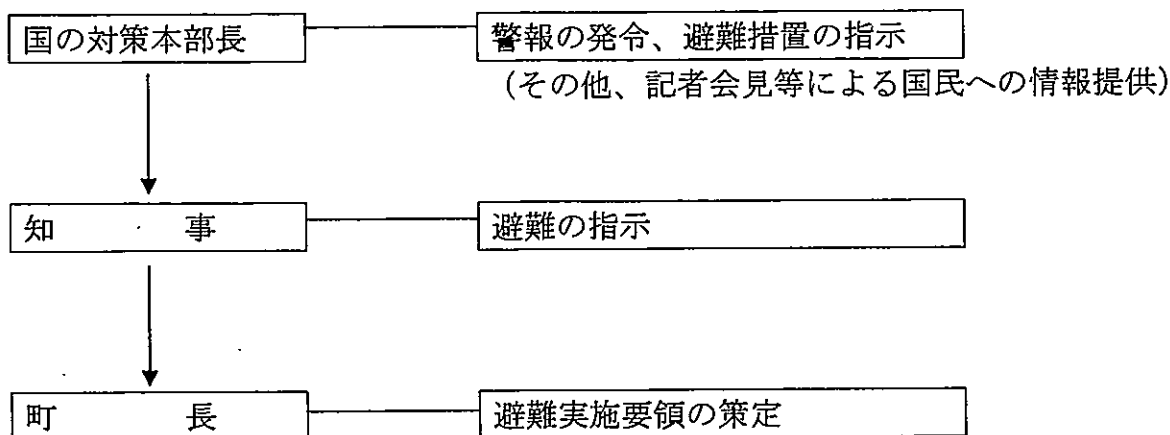 国の対策本部長
警報の発令、避難措置の指示
(その他、記者会見等による国民への情報提供)
知事
避難の指示
町長
避難実施要領の策定